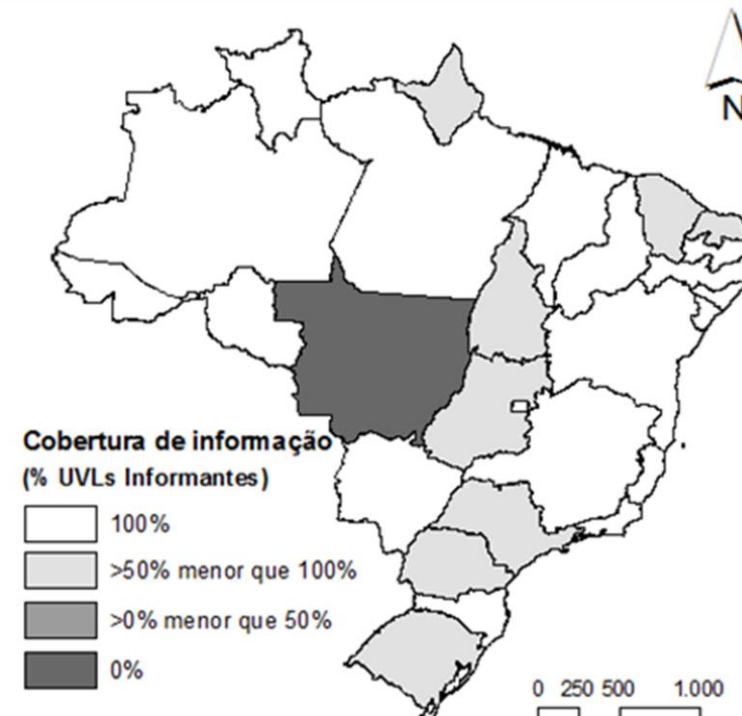 N
Cobertura de informação
(% UVLs Informantes)
100%
>50% menor que 100%
>0% menor que 50%
0%
0 250 500 1.000